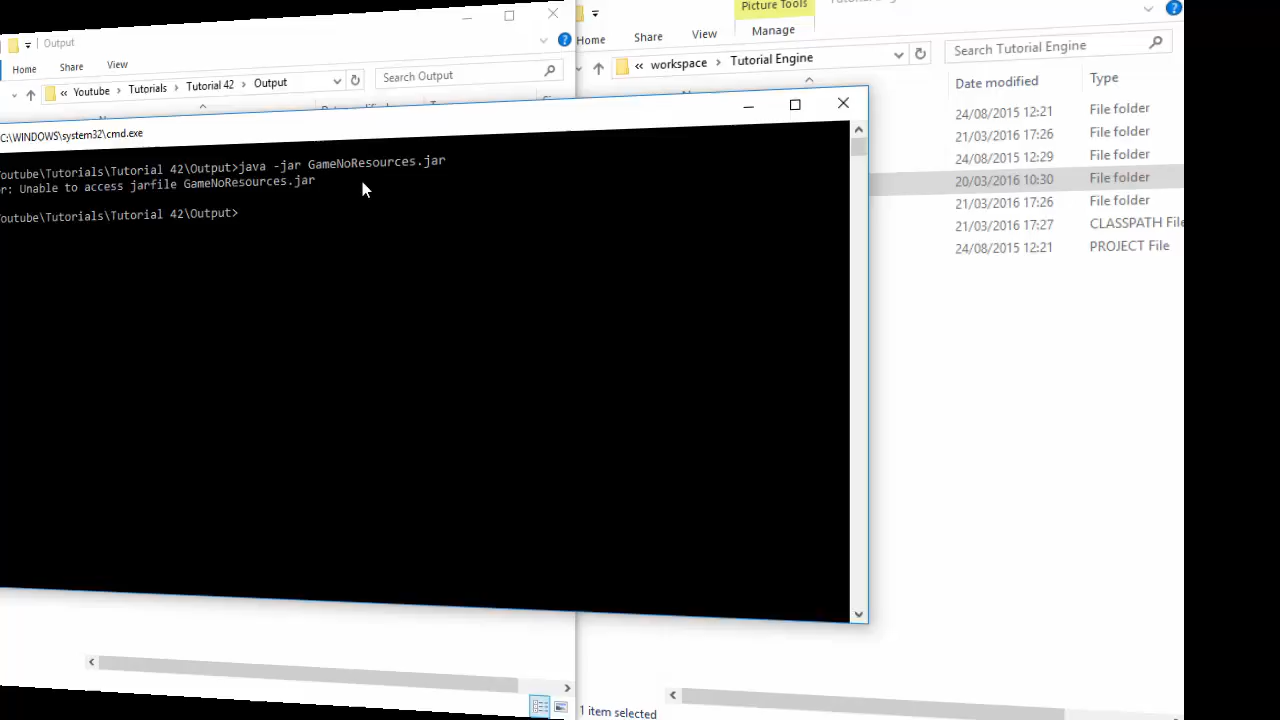 Output
Home Share View
Youtube Tutorials Tutorial 42 Output
Search Output
Picture Tools
Home Share View Manage
workspace Tutorial Engine
Search Tutorial Engine
Date modified Type
24/08/2015 12:21 File folder
21/03/2016 17:26 File folder
24/08/2015 12:29 File folder
20/03/2016 10:30 File folder
21/03/2016 17:26 File folder
21/03/2016 17:27 CLASSPATH File
24/08/2015 12:21 PROJECT File
C:\WINDOWS\system32\cmd.exe
outube\Tutorials\Tutorial 42\Output>java -jar GameNoResources.jar
r: Unable to access jarfile GameNoResources.jar
outube\Tutorials\Tutorial 42\Output>
1 item selected